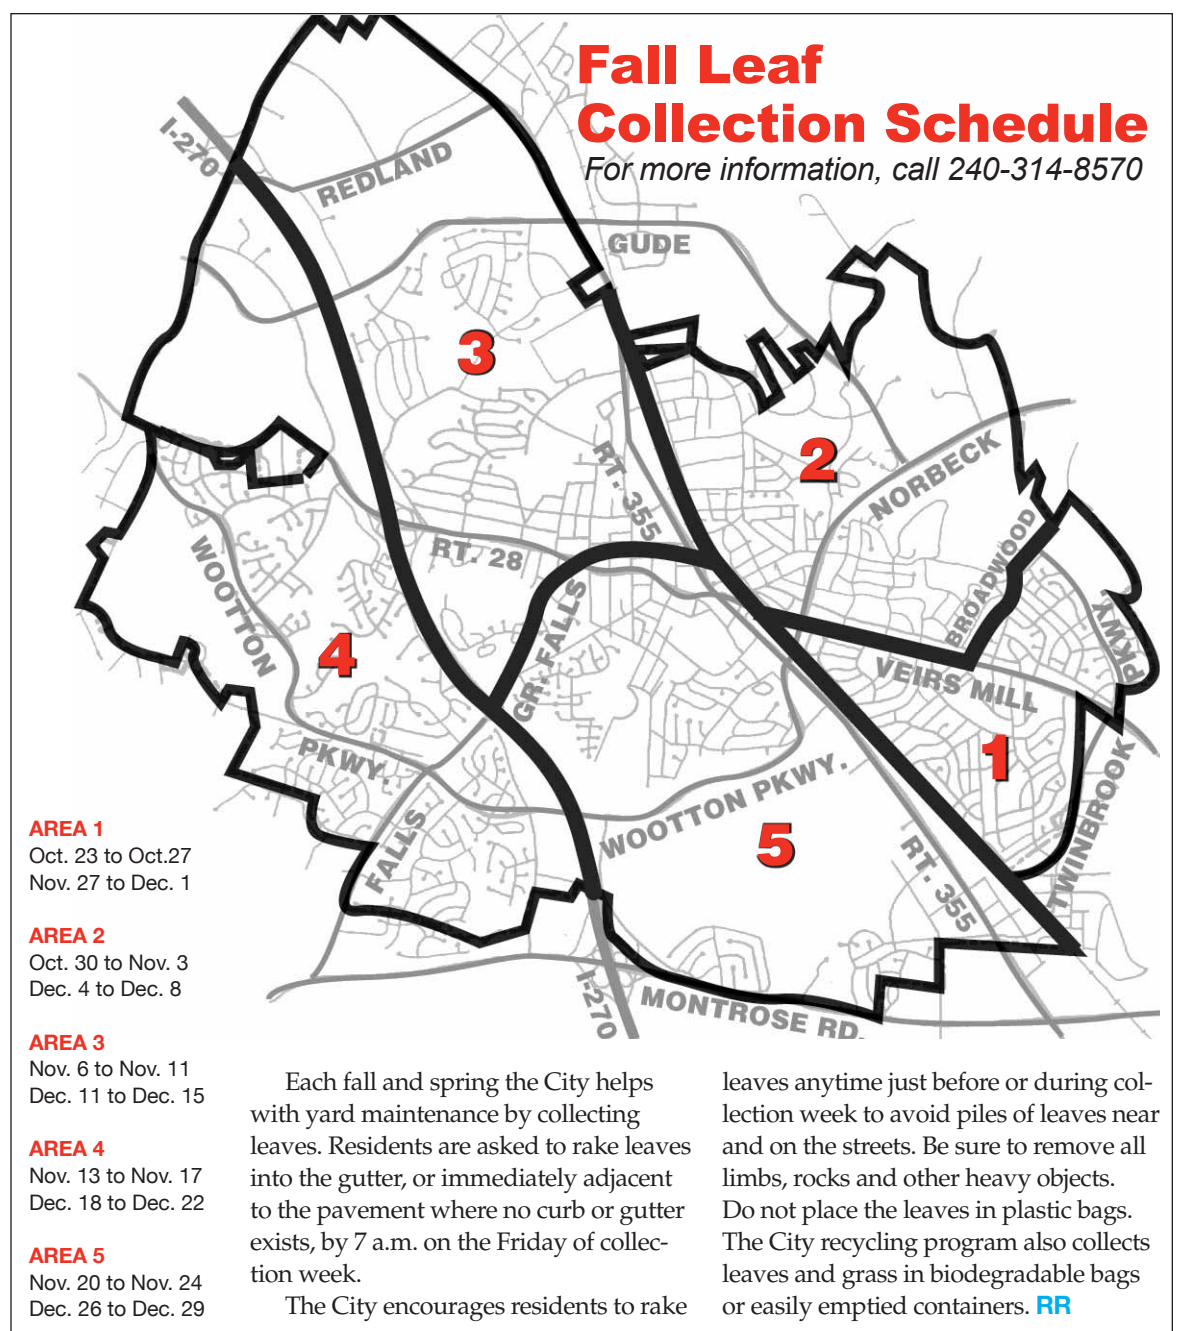 Fall Leaf
Collection Schedule
For more information, call 240-314-8570
I-270
REDLAND
GUDE
3
2
RT. 355
NORBECK
BROADWOOD
RT. 28
WOOTTON
GR. FALLS
PKWY
4
VEIRS MILL
1
PKWY.
WOOTTON PKWY.
TWINBROOK
FALLS
5
RT. 355
I-270
MONTROSE RD.
AREA 1
Oct. 23 to Oct.27
Nov. 27 to Dec. 1
AREA 2
Oct. 30 to Nov. 3
Dec. 4 to Dec. 8
AREA 3
Nov. 6 to Nov. 11
Dec. 11 to Dec. 15
AREA 4
Nov. 13 to Nov. 17
Dec. 18 to Dec. 22
AREA 5
Nov. 20 to Nov. 24
Dec. 26 to Dec. 29
Each fall and spring the City helps
with yard maintenance by collecting
leaves. Residents are asked to rake leaves
into the gutter, or immediately adjacent
to the pavement where no curb or gutter
exists, by 7 a.m. on the Friday of collec-
tion week.
The City encourages residents to rake
leaves anytime just before or during col-
lection week to avoid piles of leaves near
and on the streets. Be sure to remove all
limbs, rocks and other heavy objects.
Do not place the leaves in plastic bags.
The City recycling program also collects
leaves and grass in biodegradable bags
or easily emptied containers. RR